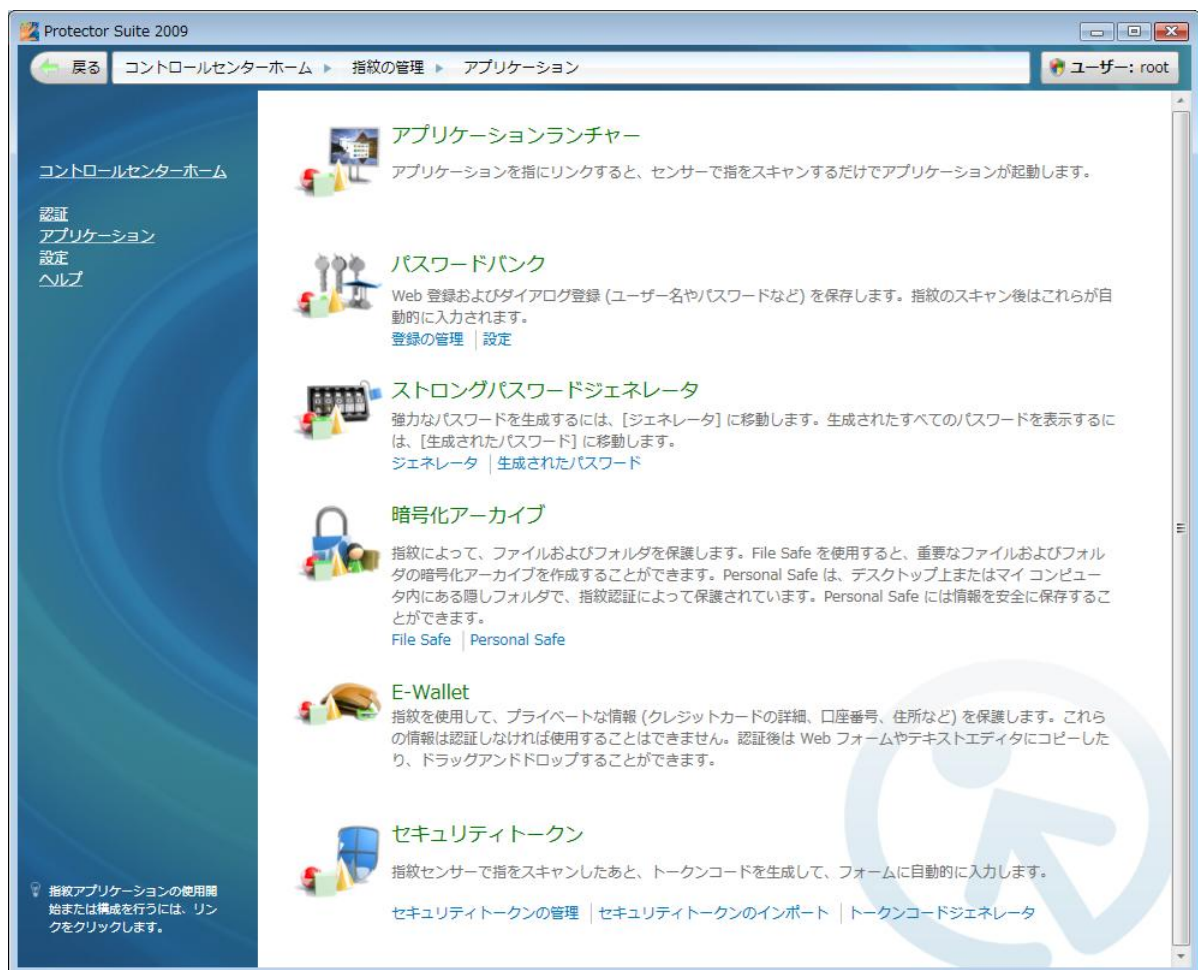 Protector Suite 2009
戻る
コントロールセンターホーム ▶ 指紋の管理 ▶ アプリケーション
ユーザー: root
コントロールセンターホーム
認証
アプリケーション
設定
ヘルプ
指紋アプリケーションの使用開
始または構成を行うには、リン
クをクリックします。
アプリケーションランチャー
アプリケーションを指にリンクすると、センサーで指をスキャンするだけでアプリケーションが起動します。
パスワードバンク
Web 登録およびダイアログ登録 (ユーザー名やパスワードなど) を保存します。指紋のスキャン後はこれらが自
動的に入力されます。
登録の管理 | 設定
ストロングパスワードジェネレータ
強力なパスワードを生成するには、[ジェネレータ] に移動します。生成されたすべてのパスワードを表示するに
は、[生成されたパスワード] に移動します。
ジェネレータ | 生成されたパスワード
暗号化アーカイブ
指紋によって、ファイルおよびフォルダを保護します。File Safe を使用すると、重要なファイルおよびフォル
ダの暗号化アーカイブを作成することができます。Personal Safe は、デスクトップ上またはマイ コンピュー
タ内にある隠しフォルダで、指紋認証によって保護されています。Personal Safe には情報を安全に保存するこ
とができます。
File Safe | Personal Safe
E-Wallet
指紋を使用して、プライベートな情報 (クレジットカードの詳細、口座番号、住所など) を保護します。これら
の情報は認証しなければ使用することはできません。認証後は Web フォームやテキストエディタにコピーした
り、ドラッグアンドドロップすることができます。
セキュリティトークン
指紋センサーで指をスキャンしたあと、トークンコードを生成して、フォームに自動的に入力します。
セキュリティトークンの管理 | セキュリティトークンのインポート | トークンコードジェネレータ